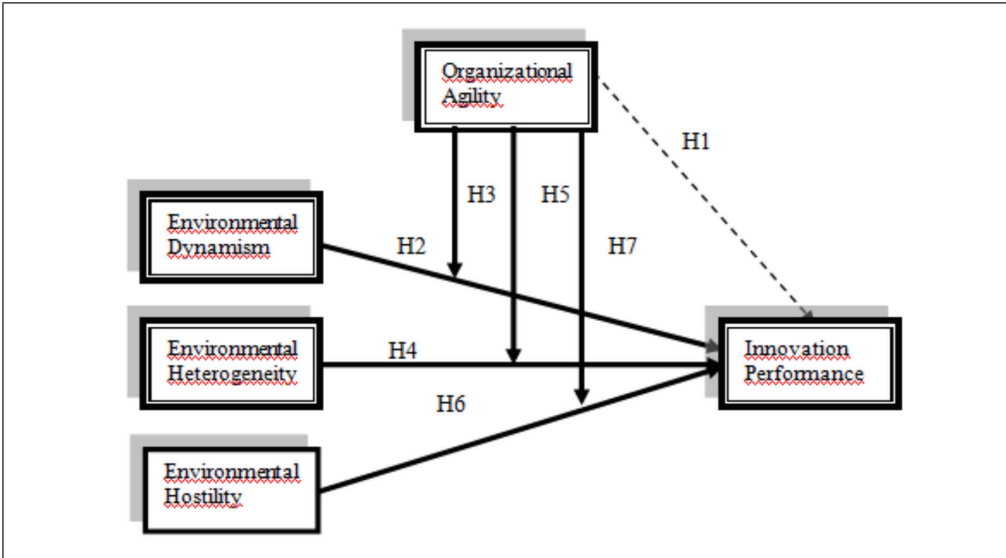 Organizational
Agility
H1
H3
H5
Environmental
Dynamism
H2
H7
Environmental
Heterogeneity
H4
Innovation
Performance
H6
Environmental
Hostility